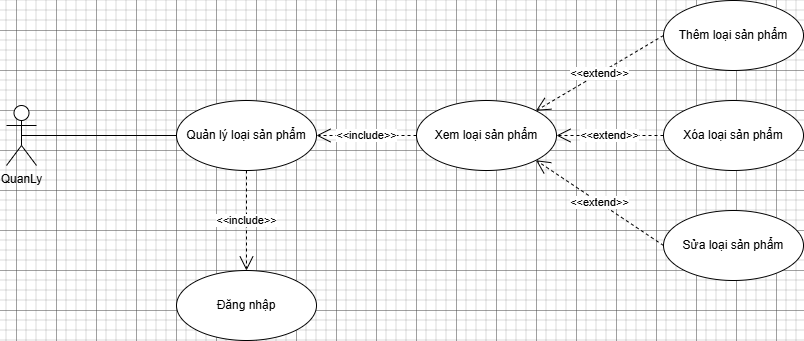 Thêm loại sản phẩm
<<extend>>
Quản lý loại sản phẩm
<<include>>
Xem loại sản phẩm
<<extend>>
Xóa loại sản phẩm
QuanLy
<<extend>>
<<include>>
Sửa loại sản phẩm
Đăng nhập